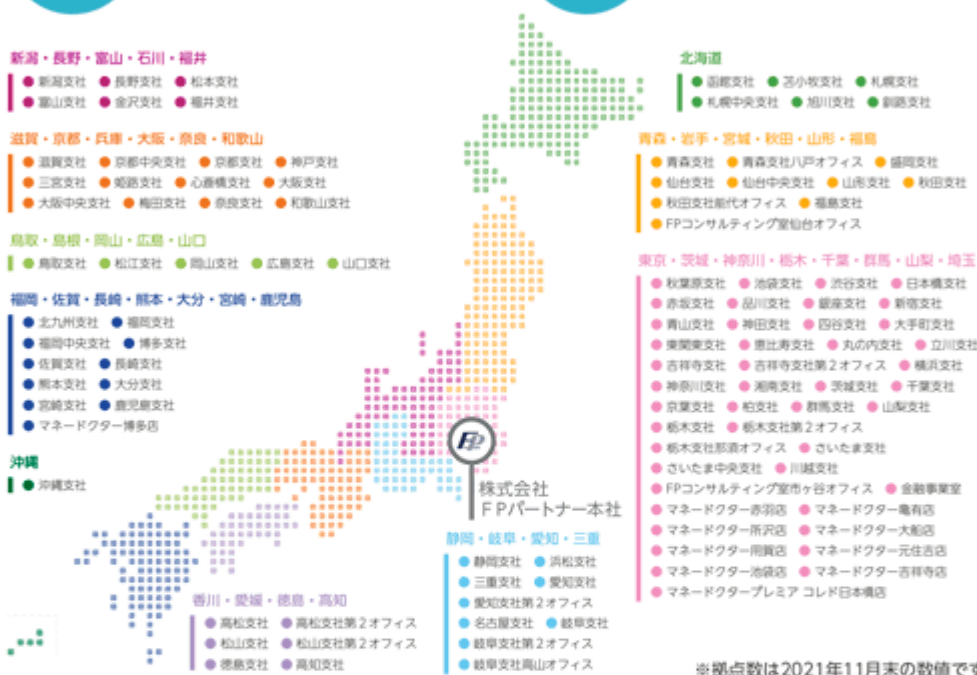 新潟・長野・富山・石川・福井
新潟支社 長野支社 松本支社
富山支社 金沢支社 福井支社
滋賀・京都・兵庫・大阪・奈良・和歌山
滋賀支社 京都中央支社 京都支社 神戸支社
三宮支社 姫路支社 心斎橋支社 大阪支社
大阪中央支社 梅田支社 奈良支社 和歌山支社
鳥取・島根・岡山・広島・山口
鳥取支社 松江支社 岡山支社 広島支社 山口支社
福岡・佐賀・長崎・熊本・大分・宮崎・鹿児島
北九州支社 福岡支社
福岡中央支社 博多支社
佐賀支社 長崎支社
熊本支社 大分支社
宮崎支社 鹿児島支社
マネードクター博多店
沖縄
沖縄支社
香川・愛媛・徳島・高知
高松支社 高松支社第2オフィス
松山支社 松山支社第2オフィス
徳島支社 高知支社
FP
株式会社
FPパートナー本社
静岡・岐阜・愛知・三重
静岡支社 浜松支社
三重支社 愛知支社
愛知支社第2オフィス
名古屋支社 岐阜支社
岐阜支社第2オフィス
岐阜支社高山オフィス
北海道
函館支社 苫小牧支社 札幌支社
札幌中央支社 旭川支社 釧路支社
青森・岩手・宮城・秋田・山形・福島
青森支社 青森支社八戸オフィス 盛岡支社
仙台支社 仙台中央支社 山形支社 秋田支社
秋田支社能代オフィス 福島支社
FPコンサルティング室仙台オフィス
東京・茨城・神奈川・栃木・千葉・群馬・山梨・埼玉
秋葉原支社 池袋支社 渋谷支社 日本橋支社
赤坂支社 品川支社 銀座支社 新宿支社
青山支社 神田支社 四谷支社 大手町支社
東関東支社 恵比寿支社 丸の内支社 立川支社
吉祥寺支社 吉祥寺支社第2オフィス 横浜支社
神奈川支社 湘南支社 茨城支社 千葉支社
京葉支社 柏支社 群馬支社 山梨支社
栃木支社 栃木支社第2オフィス
栃木支社那須オフィス さいたま支社
さいたま中央支社 川越支社
FPコンサルティング室市ヶ谷オフィス 金融事業室
マネードクター赤羽店 マネードクター亀有店
マネードクター所沢店 マネードクター大船店
マネードクター用賀店 マネードクター元住吉店
マネードクター池袋店 マネードクター吉祥寺店
マネードクタープレミア コレド日本橋店
※拠点数は2021年11月末の数値です